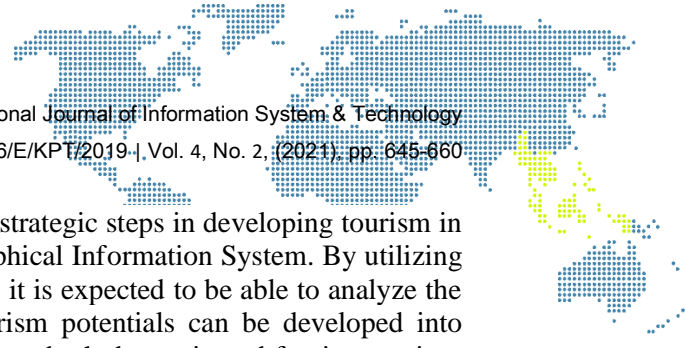 onal Journal of Information System & Technology
6/E/KPT/2019 | Vol. 4, No. 2, (2021), pp. 645-660
strategic steps in developing tourism in
phical Information System. By utilizing
it is expected to be able to analyze the
rism potentials can be developed into